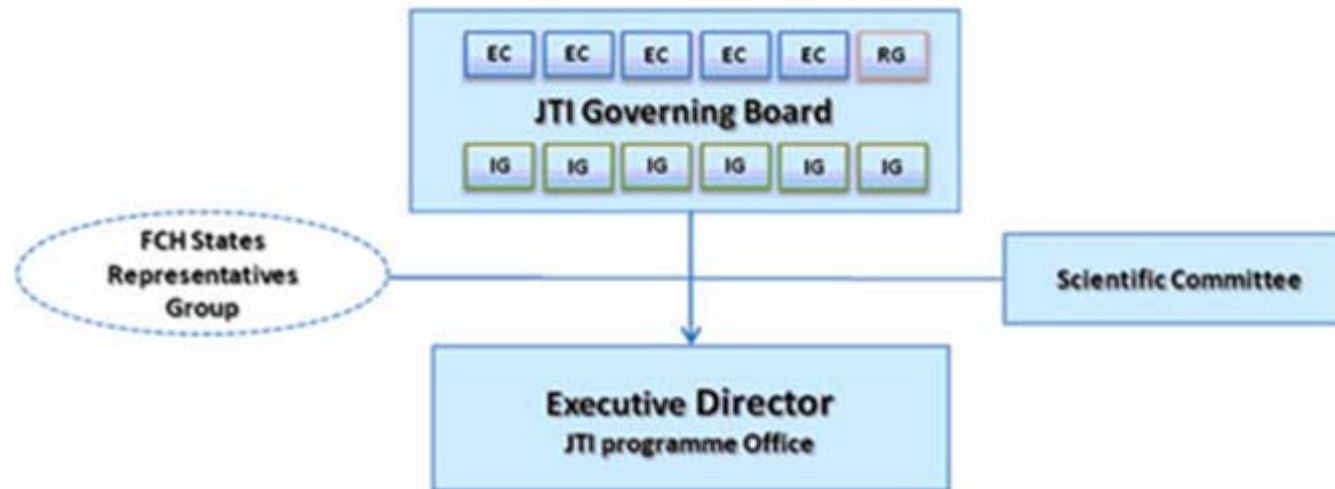 EC EC EC EC EC RG
JTI Governing Board
IG IG IG IG IG IG
FCH States
Representatives
Group
Scientific Committee
Executive Director
JTI programme Office